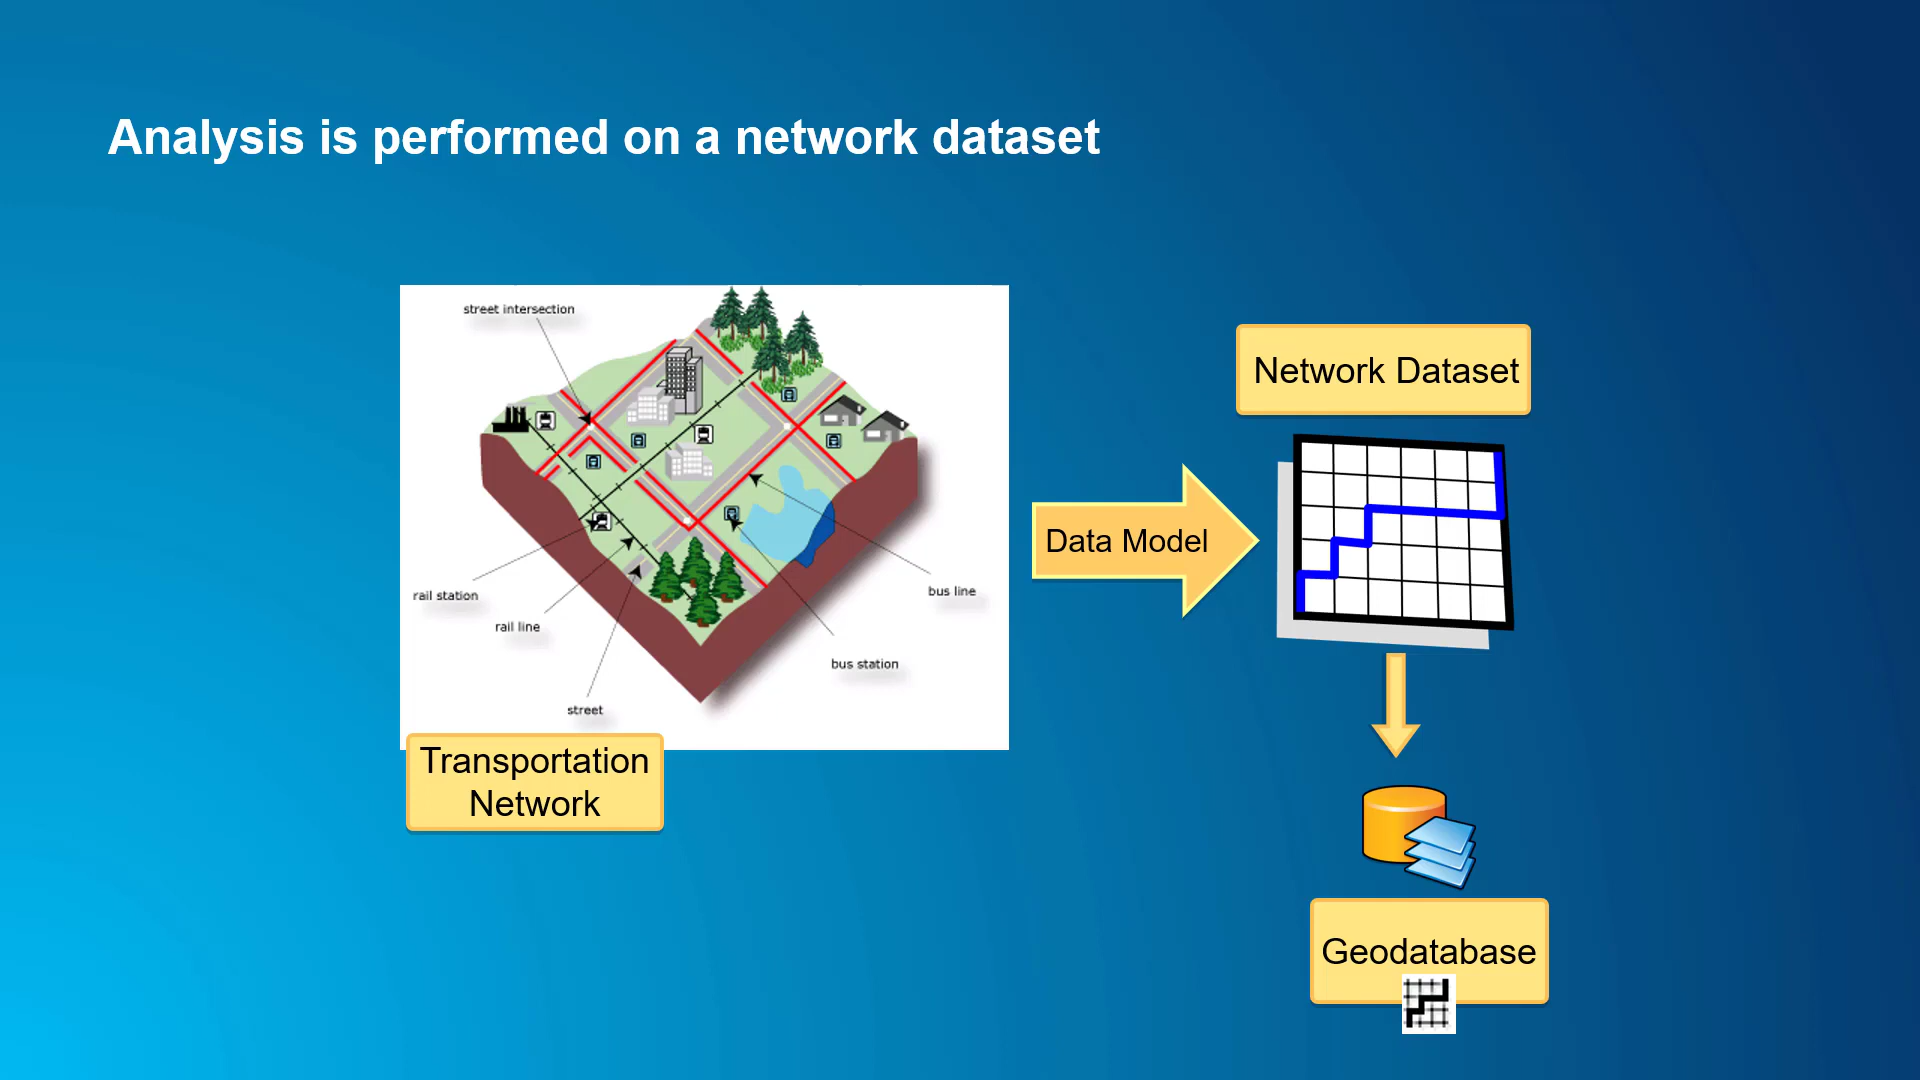 Analysis is performed on a network dataset
street intersection
rail station
rail line
street
bus station
bus line
Transportation
Network
Data Model
Network Dataset
Geodatabase